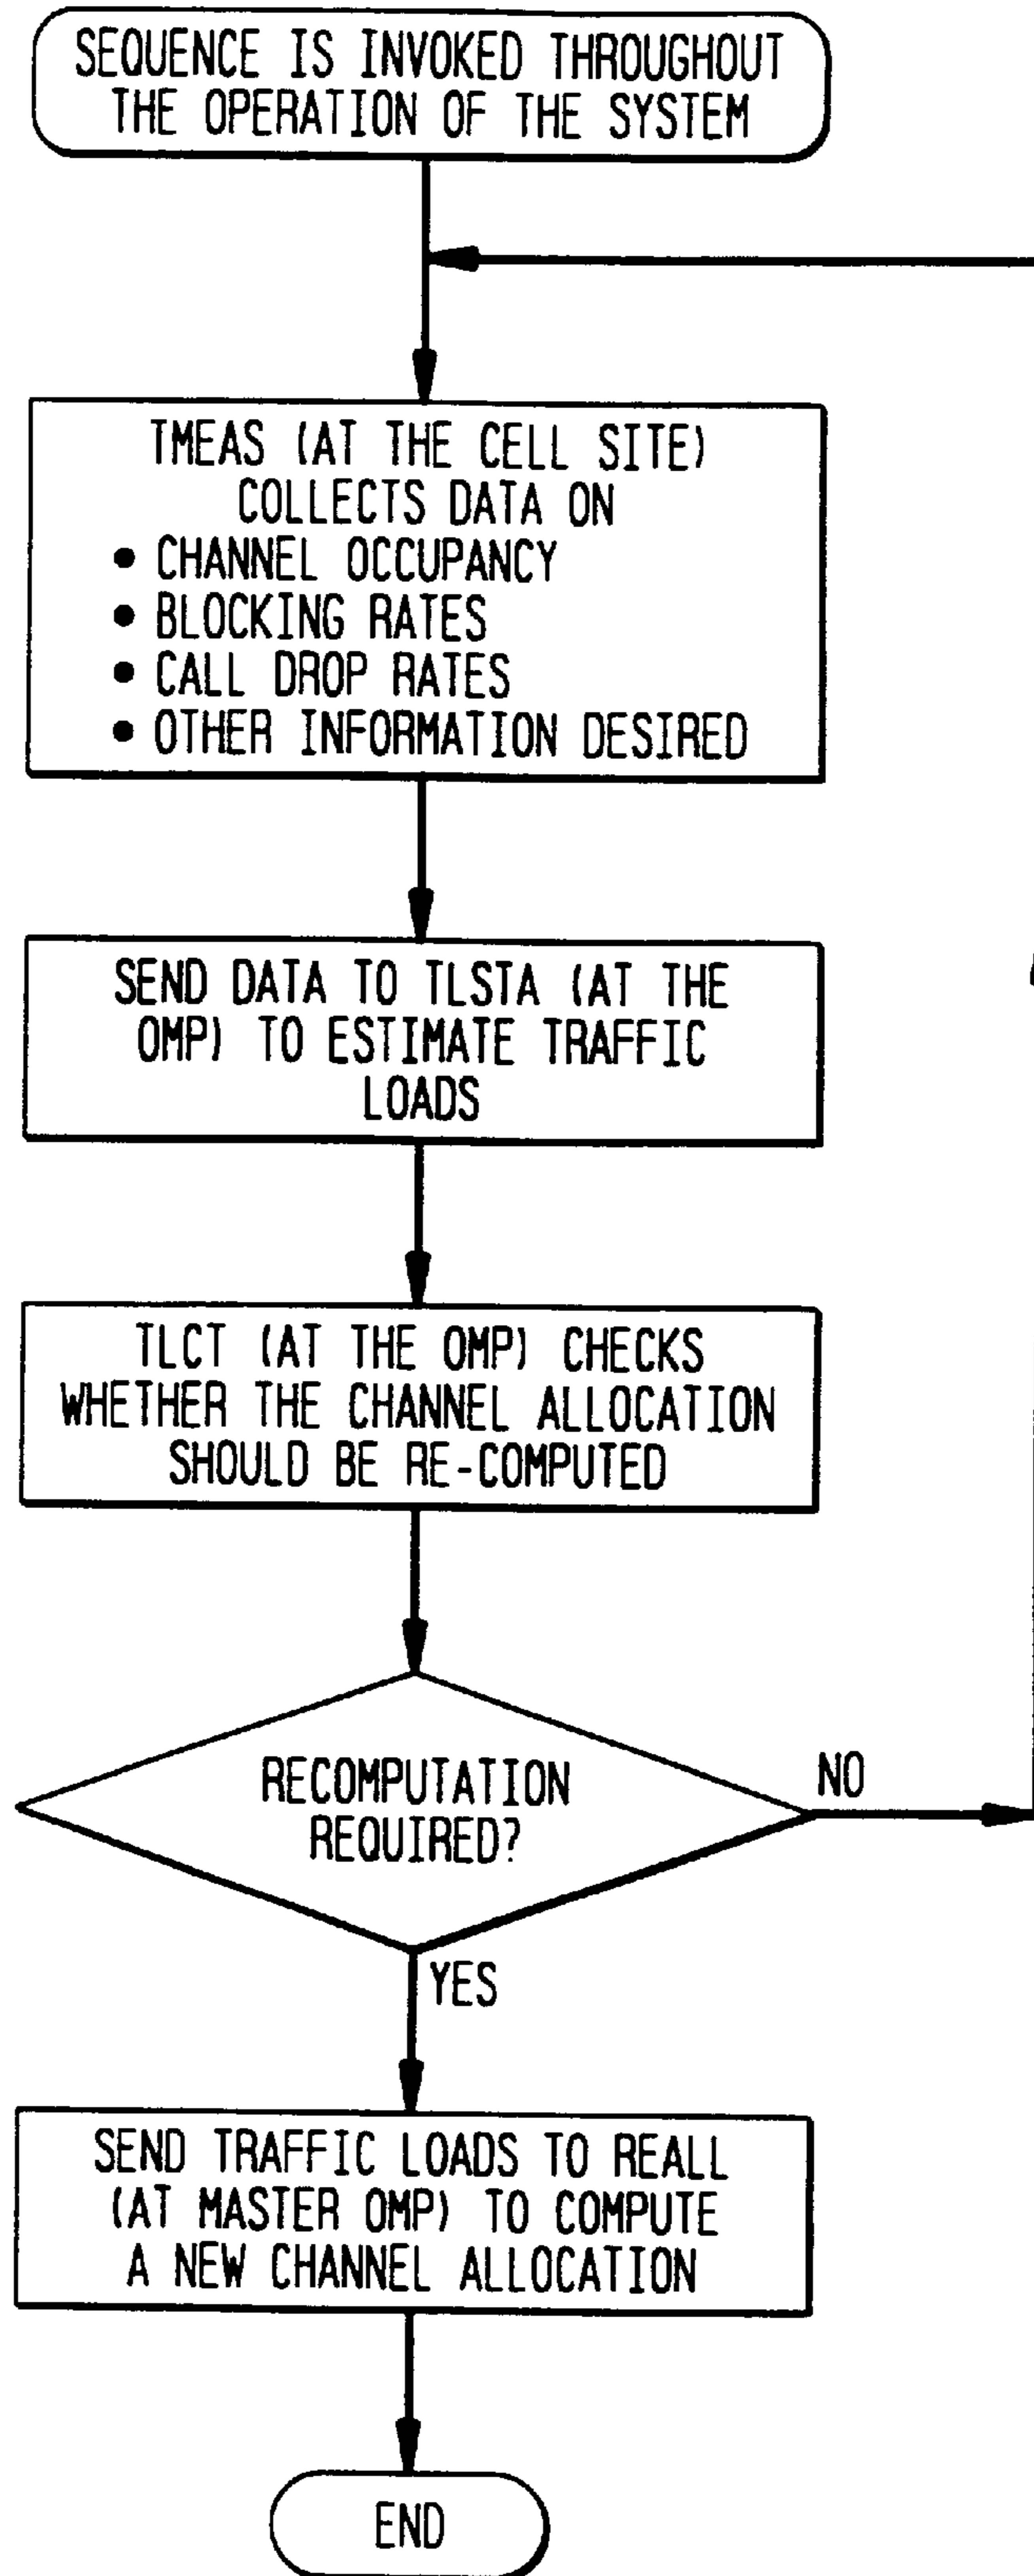 SEQUENCE IS INVOKED THROUGHOUT
THE OPERATION OF THE SYSTEM
TMEAS (AT THE CELL SITE)
COLLECTS DATA ON
• CHANNEL OCCUPANCY
• BLOCKING RATES
• CALL DROP RATES
• OTHER INFORMATION DESIRED
SEND DATA TO TLSTA (AT THE
OMP) TO ESTIMATE TRAFFIC
LOADS
TLCT (AT THE OMP) CHECKS
WHETHER THE CHANNEL ALLOCATION
SHOULD BE RE-COMPUTED
RECOMPUTATION
REQUIRED?
NO
YES
SEND TRAFFIC LOADS TO REALL
(AT MASTER OMP) TO COMPUTE
A NEW CHANNEL ALLOCATION
END